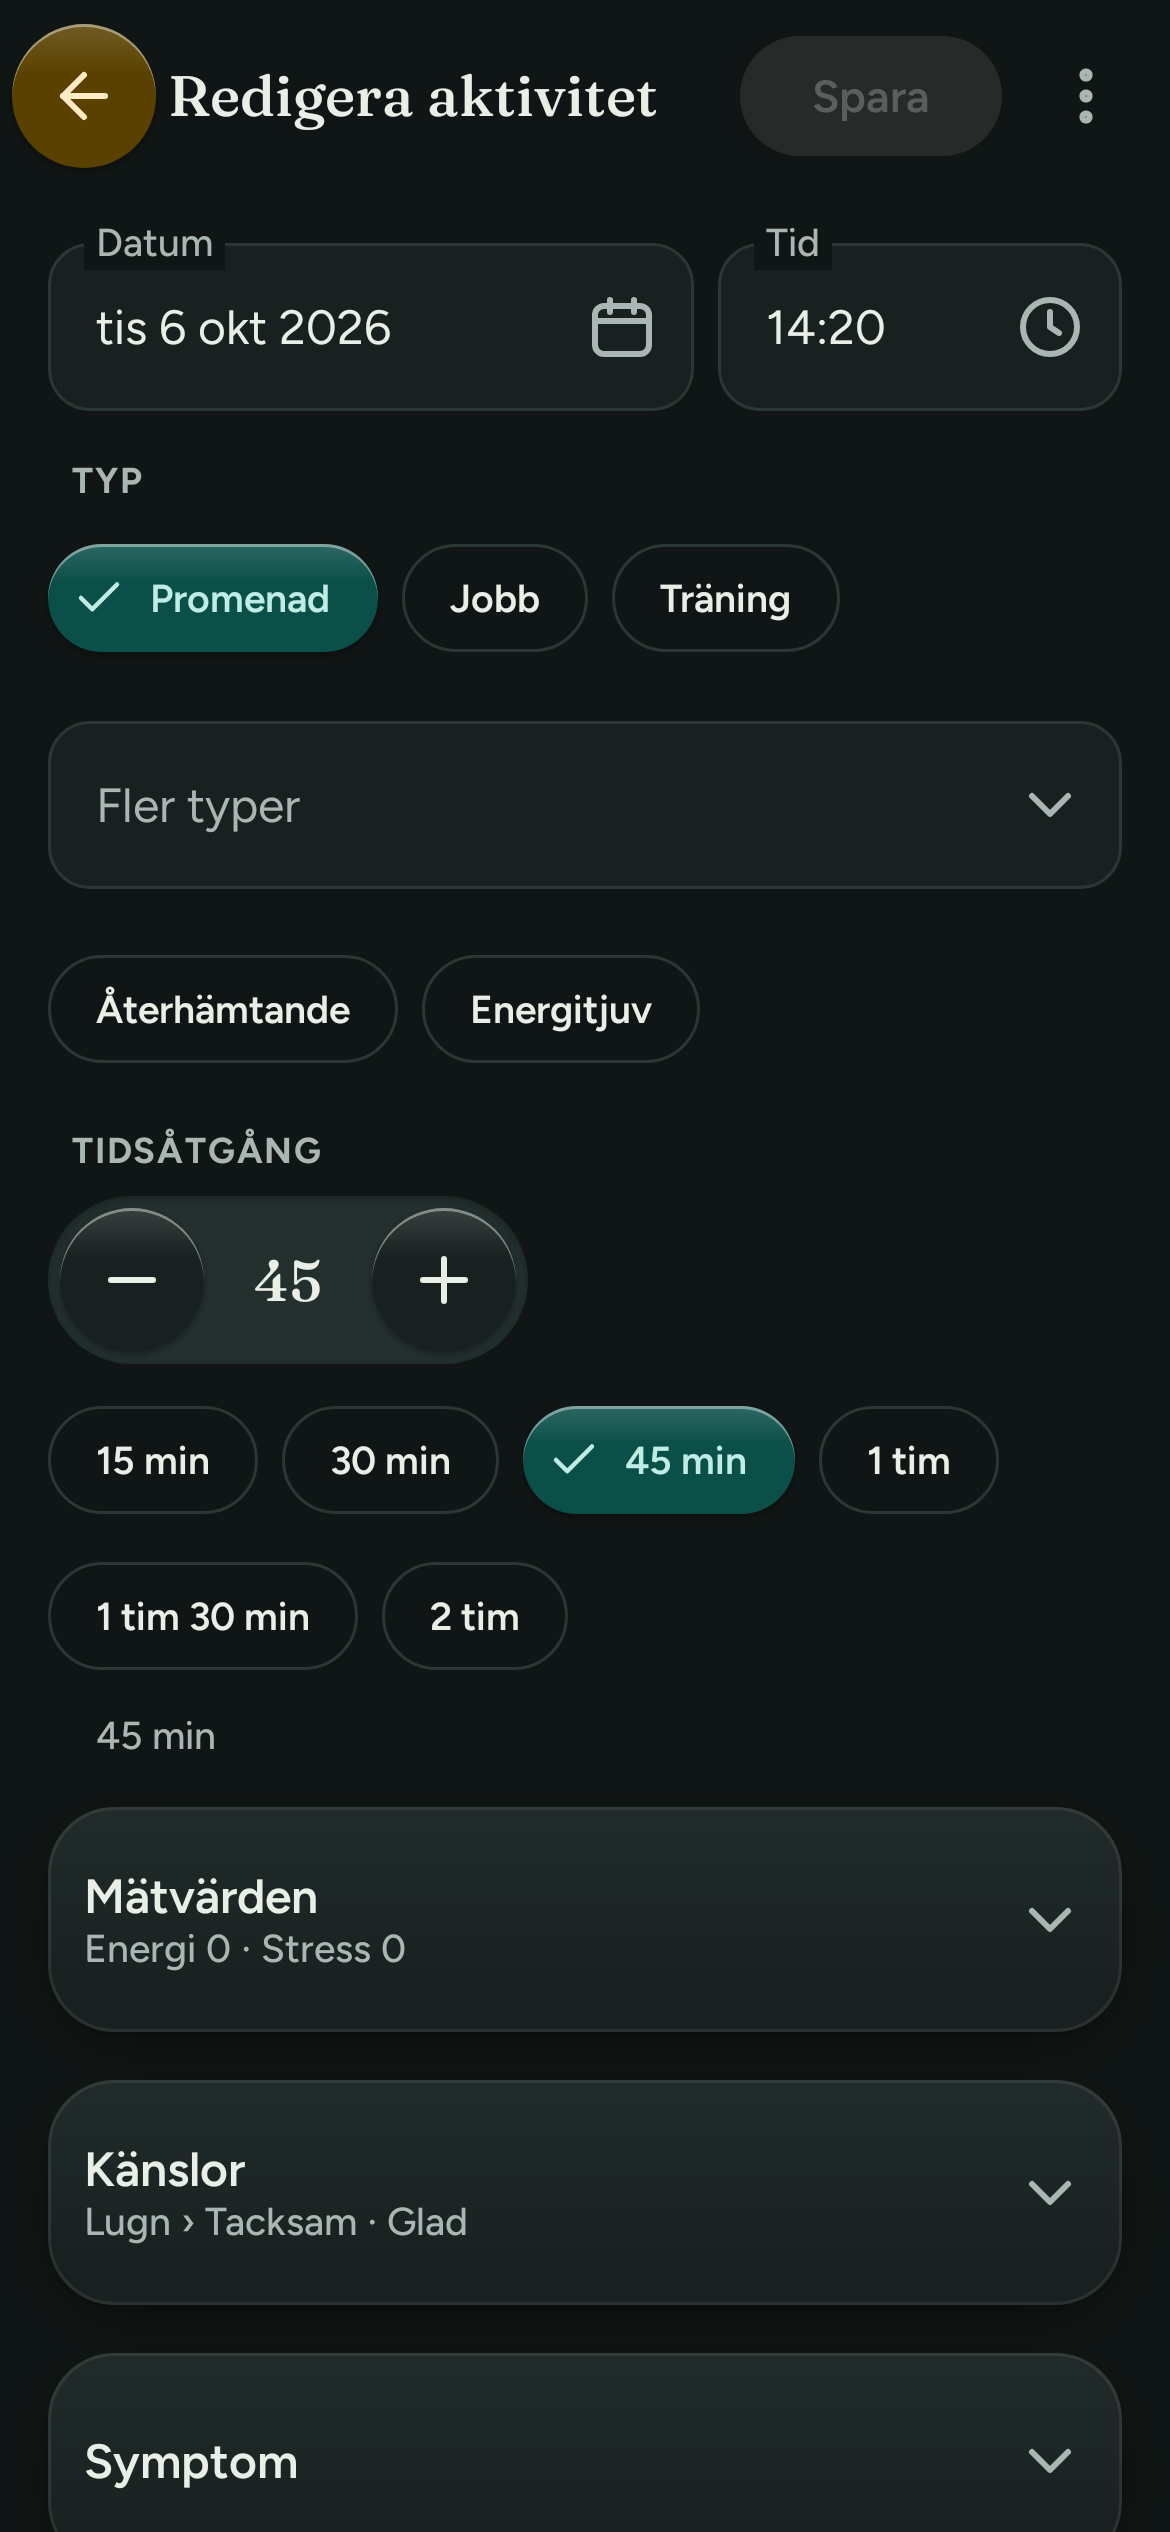 Redigera aktivitet
Spara
Datum
Tid
tis 6 okt 2026
14:20
TYP
Promenad
Jobb
Träning
Fler typer
Återhämtande
Energitjuv
TIDSÅTGÅNG
45
15 min
30 min
45 min
1 tim
1 tim 30 min
2 tim
45 min
Mätvärden
Energi 0 · Stress 0
Känslor
Lugn › Tacksam · Glad
Symptom